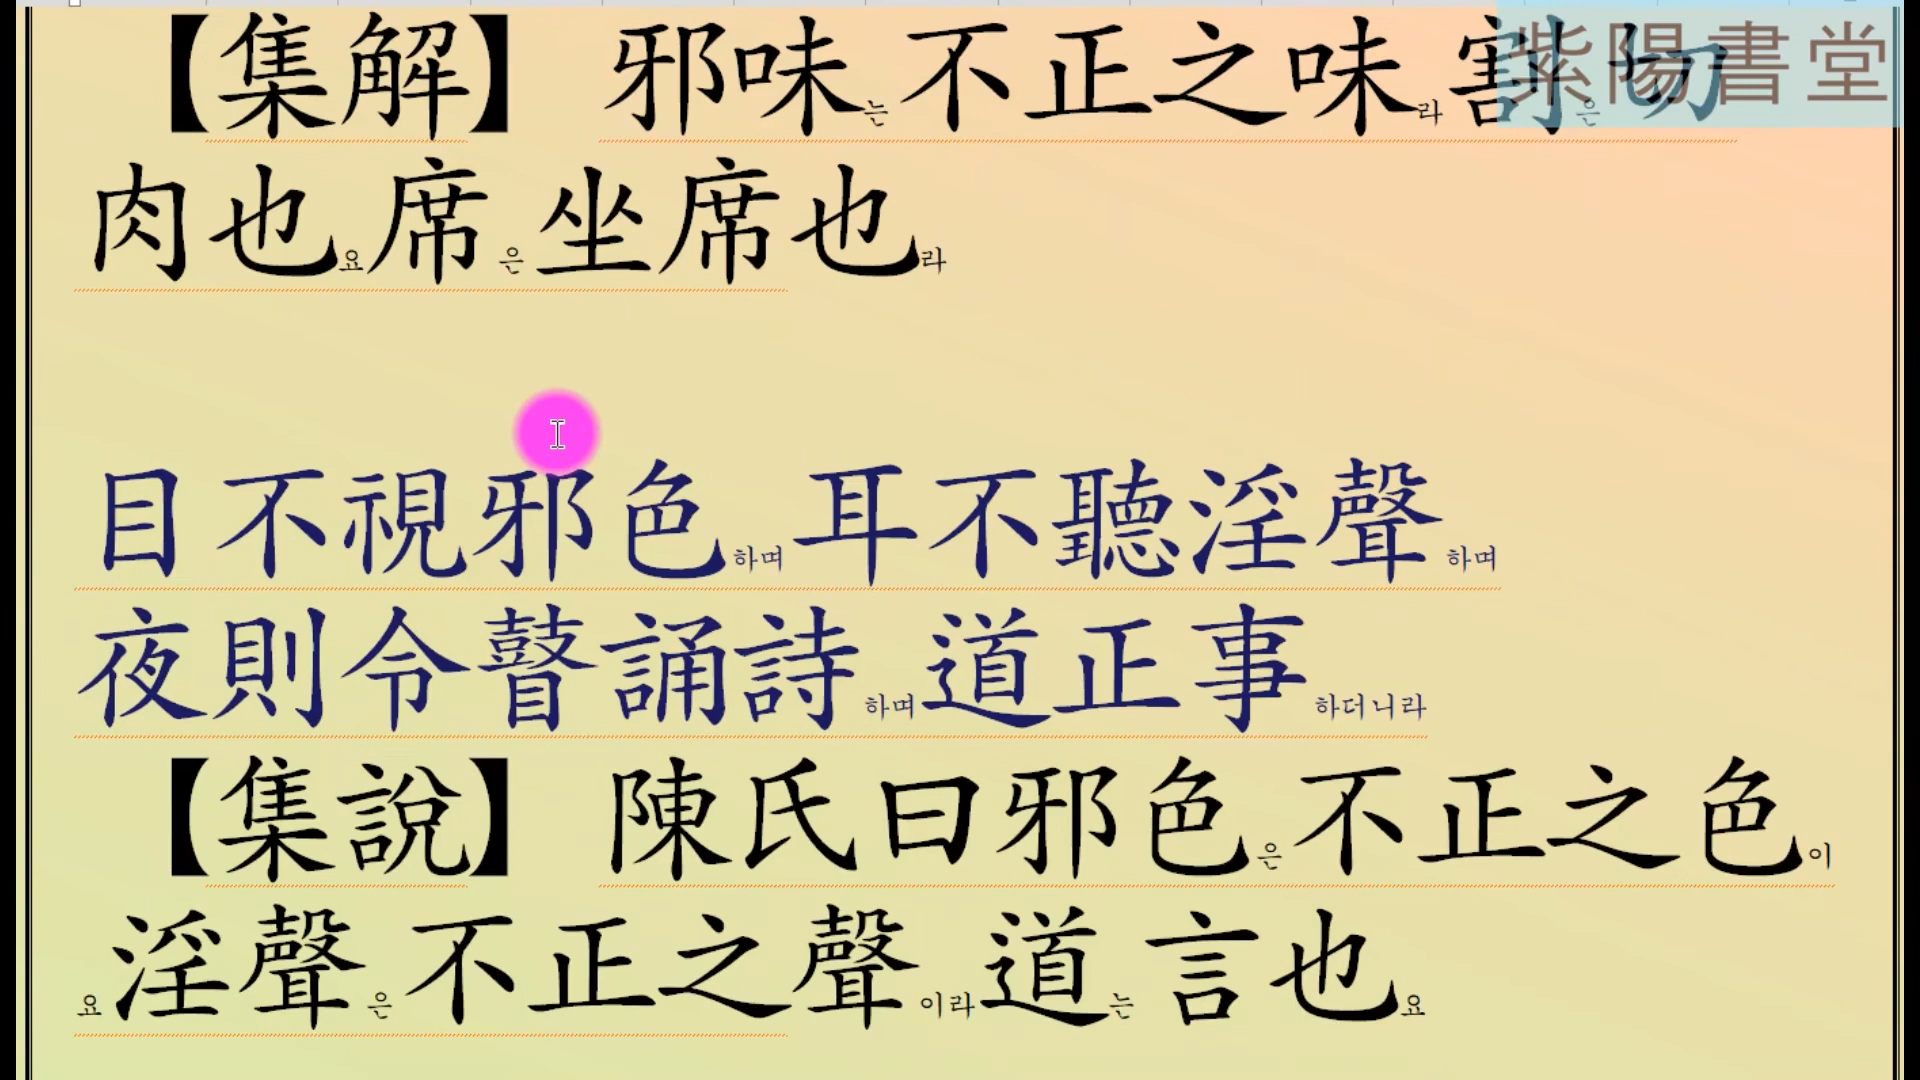 【集解】 邪味는不正之味라割은切
紫陽書堂
肉也요席은坐席也라
目不視邪色하며耳不聽淫聲하며
夜則令瞽誦詩하며道正事하더니라
【集說】 陳氏曰邪色은不正之色이
요淫聲은不正之聲이라道는言也요